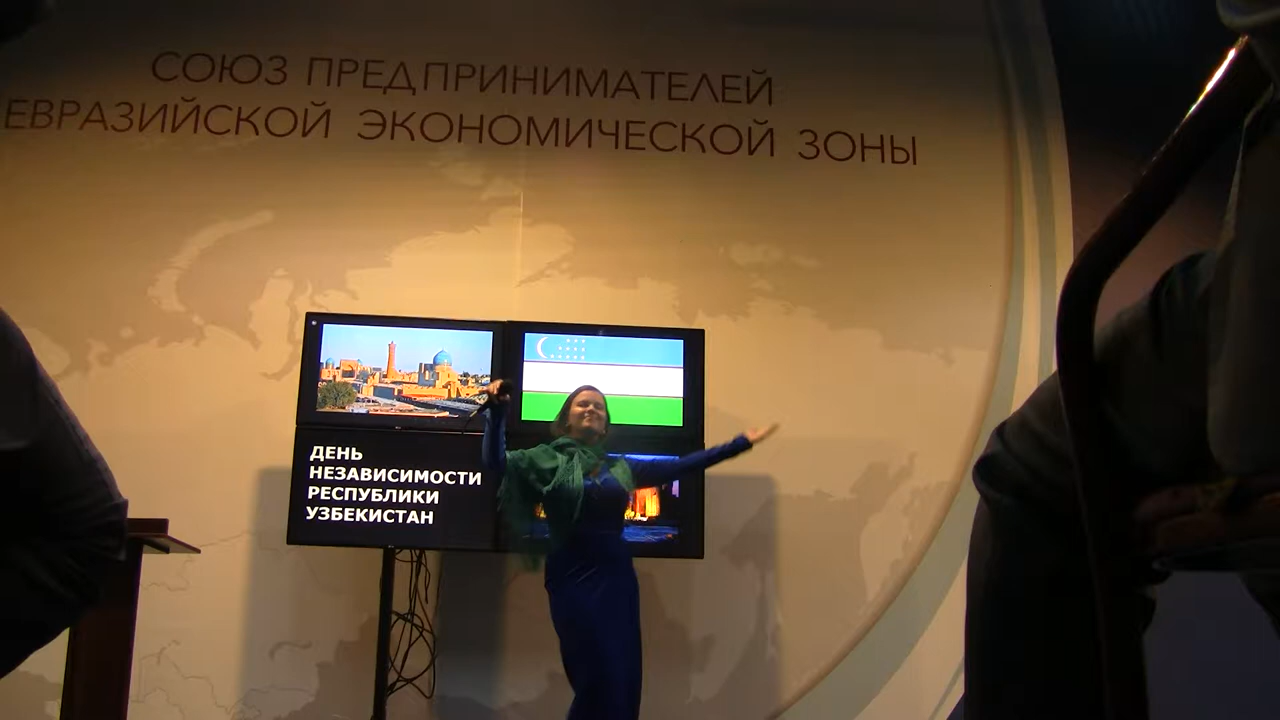 СОЮЗ ПРЕДПРИНИМАТЕЛЕЙ
ЕВРАЗИЙСКОЙ ЭКОНОМИЧЕСКОЙ ЗОНЫ
ДЕНЬ
НЕЗАВИСИМОСТИ
РЕСПУБЛИКИ
УЗБЕКИСТАН